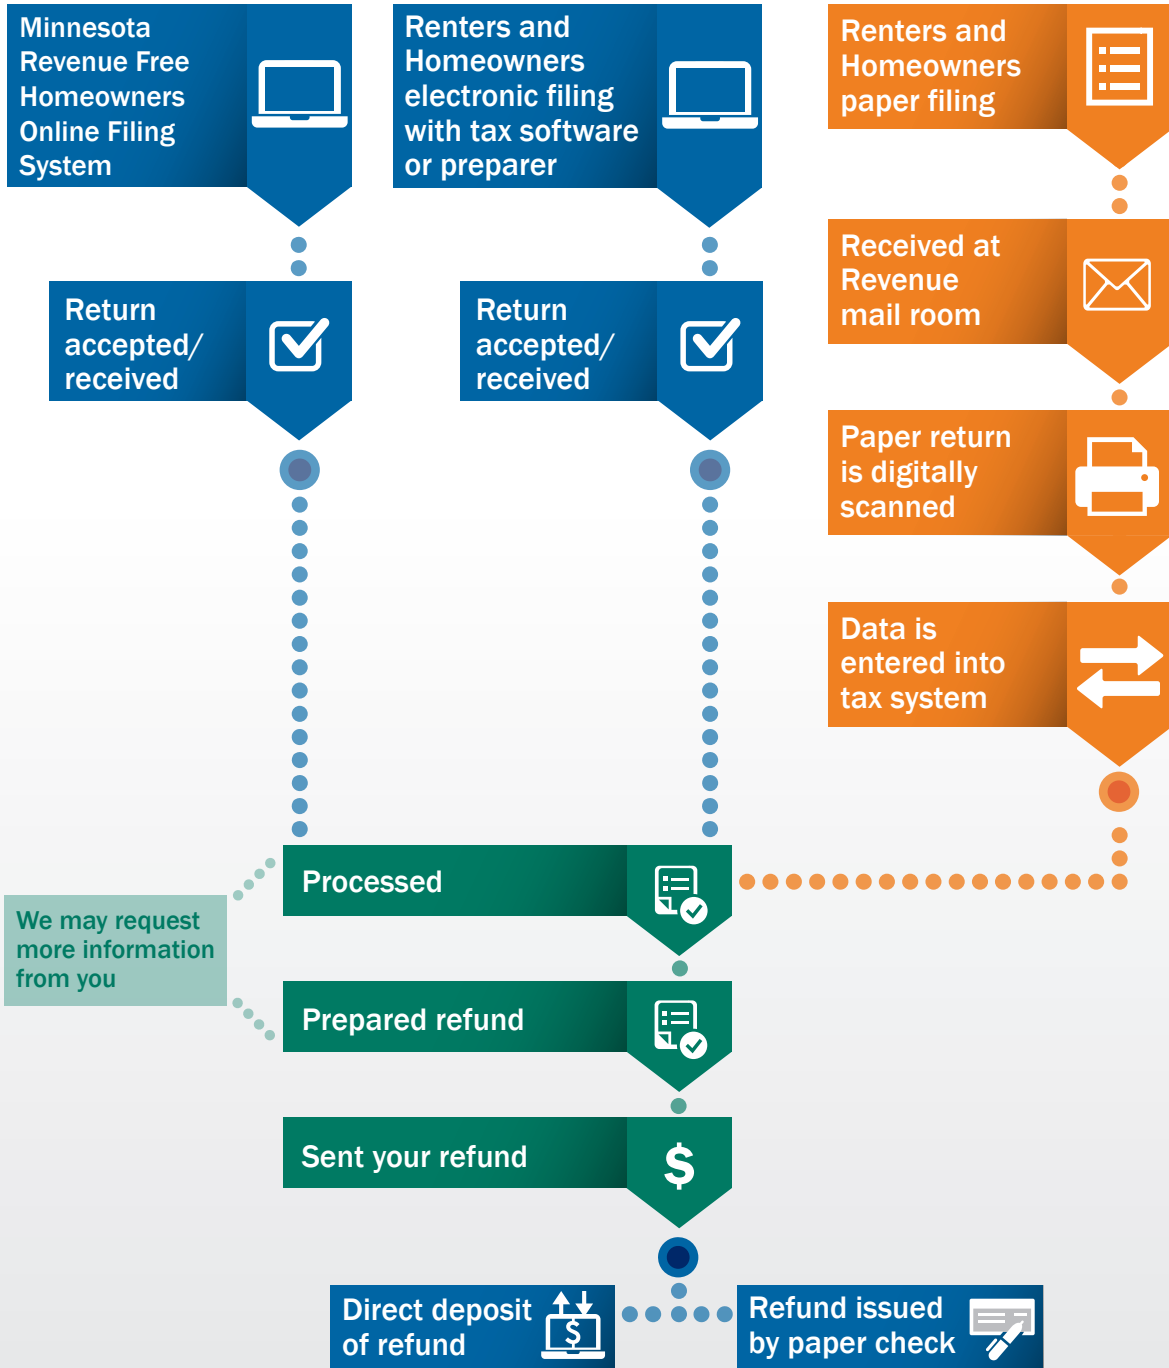 Minnesota
Revenue Free
Homeowners
Online Filing
System
Renters and
Homeowners
electronic filing
with tax software
or preparer
Renters and
Homeowners
paper filing
Return
accepted/
received
Return
accepted/
received
Received at
Revenue
mail room
Paper return
is digitally
scanned
Data is
entered into
tax system
Processed
We may request
more information
from you
Prepared refund
Sent your refund
$
Direct deposit
of refund
$
Refund issued
by paper check